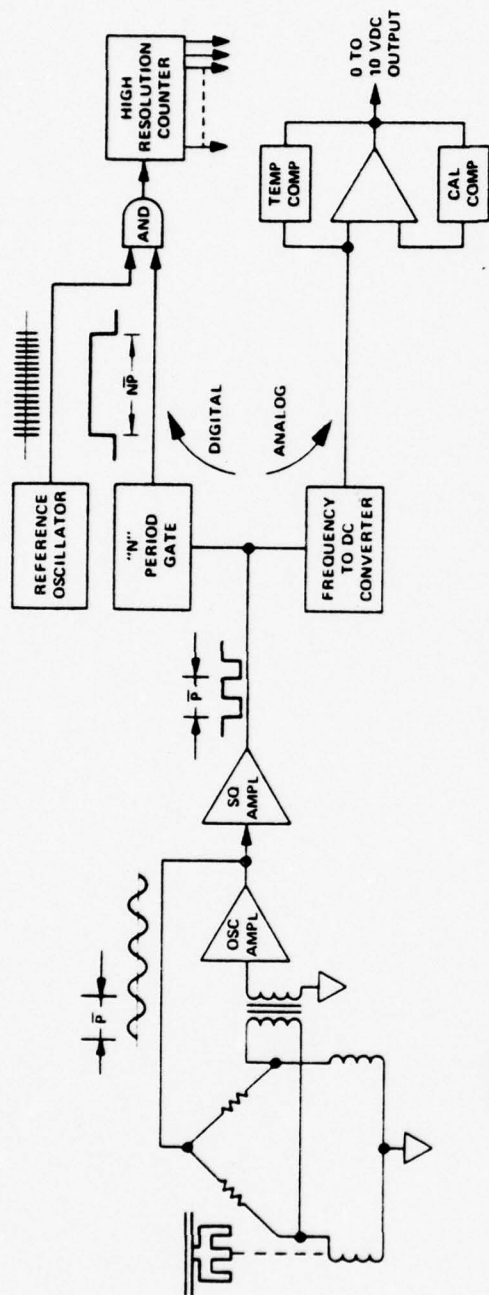 P̄
OSC
AMPL
SQ
AMPL
P̄
REFERENCE
OSCILLATOR
"N"
PERIOD
GATE
N̄P̄
DIGITAL
ANALOG
FREQUENCY
TO DC
CONVERTER
AND
HIGH
RESOLUTION
COUNTER
TEMP
COMP
CAL
COMP
0 TO
10 VDC
OUTPUT